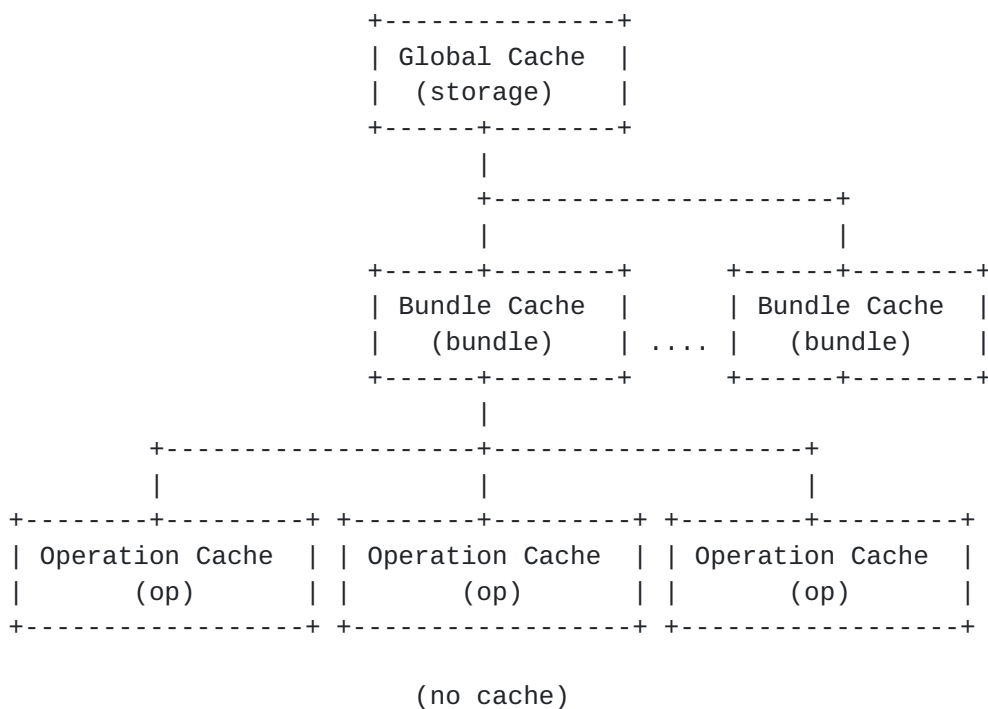 Global Cache
(storage)
Bundle Cache Bundle Cache
(bundle) .... (bundle)
Operation Cache Operation Cache Operation Cache
(op) (op) (op)
(no cache)